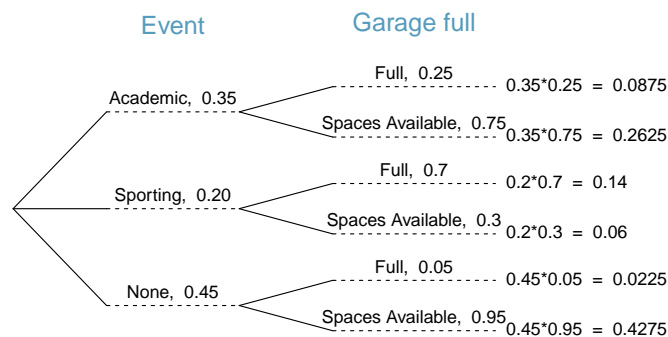 Event
Garage full
Academic, 0.35
Full, 0.25
0.35*0.25 = 0.0875
Spaces Available, 0.75
0.35*0.75 = 0.2625
Sporting, 0.20
Full, 0.7
0.2*0.7 = 0.14
Spaces Available, 0.3
0.2*0.3 = 0.06
None, 0.45
Full, 0.05
0.45*0.05 = 0.0225
Spaces Available, 0.95
0.45*0.95 = 0.4275